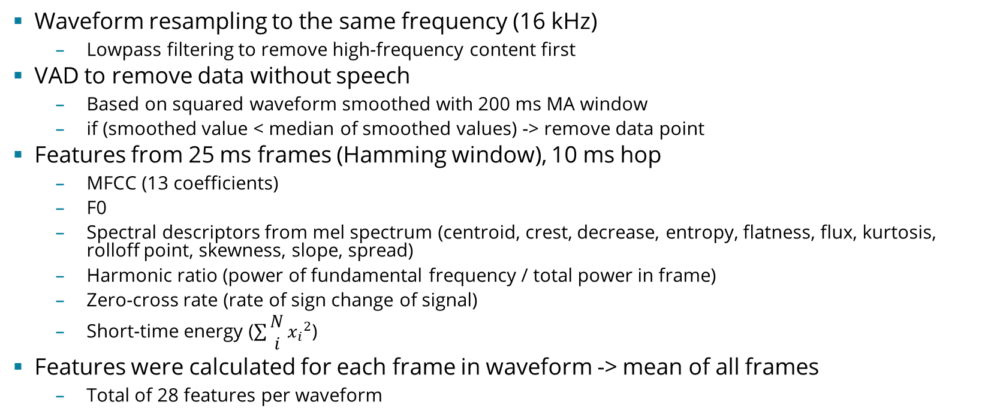 ▪ Waveform resampling to the same frequency (16 kHz)
– Lowpass filtering to remove high-frequency content first
▪ VAD to remove data without speech
– Based on squared waveform smoothed with 200 ms MA window
– if (smoothed value < median of smoothed values) -> remove data point
▪ Features from 25 ms frames (Hamming window), 10 ms hop
– MFCC (13 coefficients)
– F0
– Spectral descriptors from mel spectrum (centroid, crest, decrease, entropy, flatness, flux, kurtosis,
rolloff point, skewness, slope, spread)
– Harmonic ratio (power of fundamental frequency / total power in frame)
– Zero-cross rate (rate of sign change of signal)
– Short-time energy (∑ᵢᴺ xᵢ²)
▪ Features were calculated for each frame in waveform -> mean of all frames
– Total of 28 features per waveform